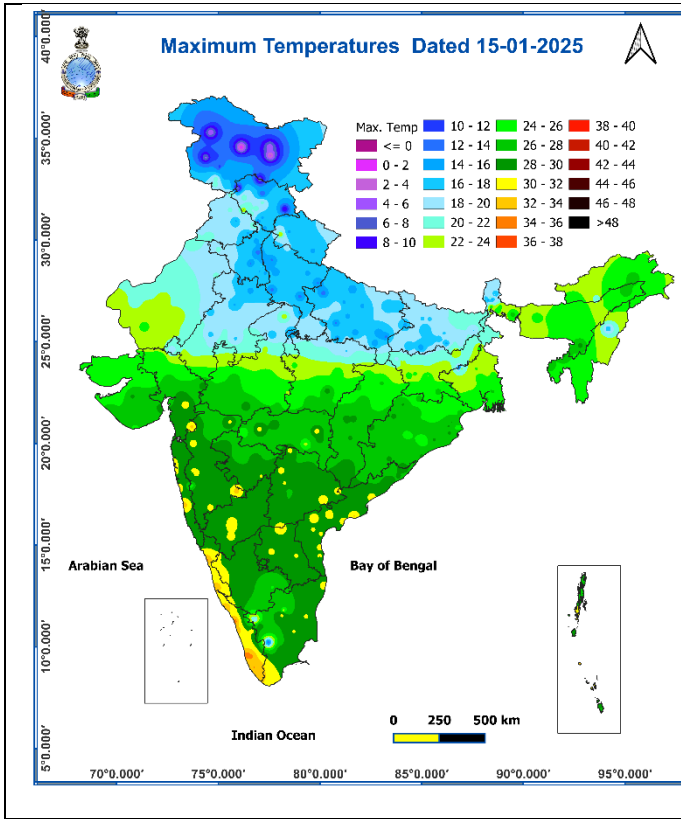 Maximum Temperatures Dated 15-01-2025
Max. Temp
<= 0
0 - 2
2 - 4
4 - 6
6 - 8
8 - 10
10 - 12
12 - 14
14 - 16
16 - 18
18 - 20
20 - 22
22 - 24
24 - 26
26 - 28
28 - 30
30 - 32
32 - 34
34 - 36
36 - 38
38 - 40
40 - 42
42 - 44
44 - 46
46 - 48
>48
40°0.000'
35°0.000'
30°0.000'
25°0.000'
20°0.000'
15°0.000'
10°0.000'
5°0.000'
Arabian Sea
Bay of Bengal
Indian Ocean
0 250 500 km
70°0.000' 75°0.000' 80°0.000' 85°0.000' 90°0.000' 95°0.000'